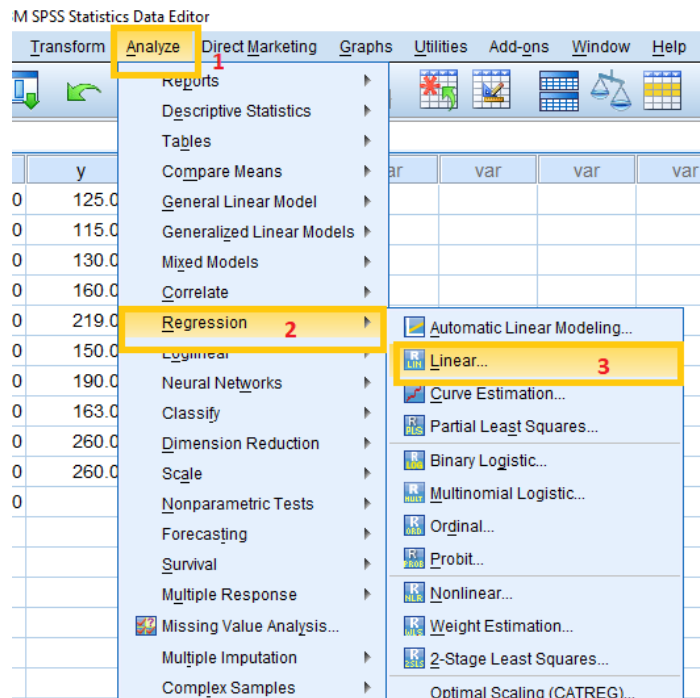 M SPSS Statistics Data Editor
Transform Analyze Direct Marketing Graphs Utilities Add-ons Window Help
1
Reports
Descriptive Statistics
Tables
Compare Means
General Linear Model
Generalized Linear Models
Mixed Models
Correlate
Regression 2
Loglinear
Neural Networks
Classify
Dimension Reduction
Scale
Nonparametric Tests
Forecasting
Survival
Multiple Response
Missing Value Analysis...
Multiple Imputation
Complex Samples
Automatic Linear Modeling...
Linear... 3
Curve Estimation...
Partial Least Squares...
Binary Logistic...
Multinomial Logistic...
Ordinal...
Probit...
Nonlinear...
Weight Estimation...
2-Stage Least Squares...
Optimal Scaling (CATREG)...
y ar var var var
0 125.0
0 115.0
0 130.0
0 160.0
0 219.0
0 150.0
0 190.0
0 163.0
0 260.0
0 260.0
0